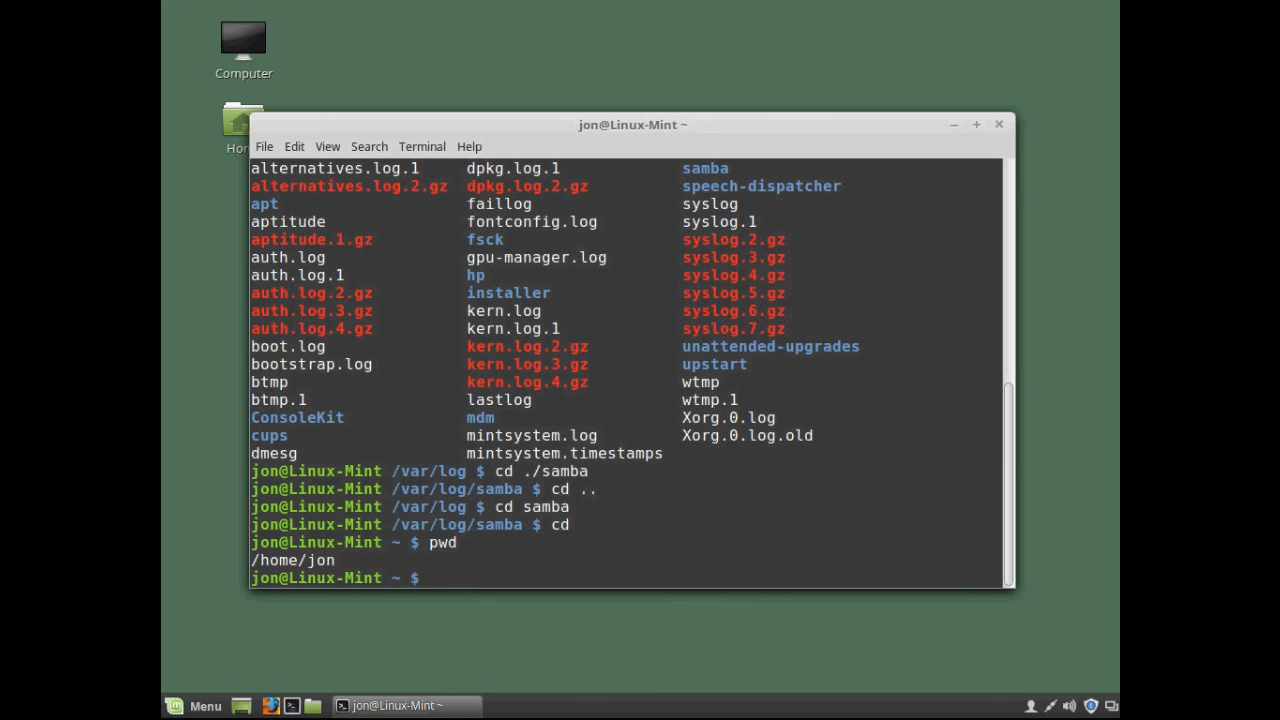 Computer
Hom
jon@Linux-Mint ~
File Edit View Search Terminal Help
alternatives.log.1 dpkg.log.1 samba
alternatives.log.2.gz dpkg.log.2.gz speech-dispatcher
apt faillog syslog
aptitude fontconfig.log syslog.1
aptitude.1.gz fsck syslog.2.gz
auth.log gpu-manager.log syslog.3.gz
auth.log.1 hp syslog.4.gz
auth.log.2.gz installer syslog.5.gz
auth.log.3.gz kern.log syslog.6.gz
auth.log.4.gz kern.log.1 syslog.7.gz
boot.log kern.log.2.gz unattended-upgrades
bootstrap.log kern.log.3.gz upstart
btmp kern.log.4.gz wtmp
btmp.1 lastlog wtmp.1
ConsoleKit mdm Xorg.0.log
cups mintsystem.log Xorg.0.log.old
dmesg mintsystem.timestamps
jon@Linux-Mint /var/log $ cd ./samba
jon@Linux-Mint /var/log/samba $ cd ..
jon@Linux-Mint /var/log $ cd samba
jon@Linux-Mint /var/log/samba $ cd
jon@Linux-Mint ~ $ pwd
/home/jon
jon@Linux-Mint ~ $
Menu jon@Linux-Mint ~